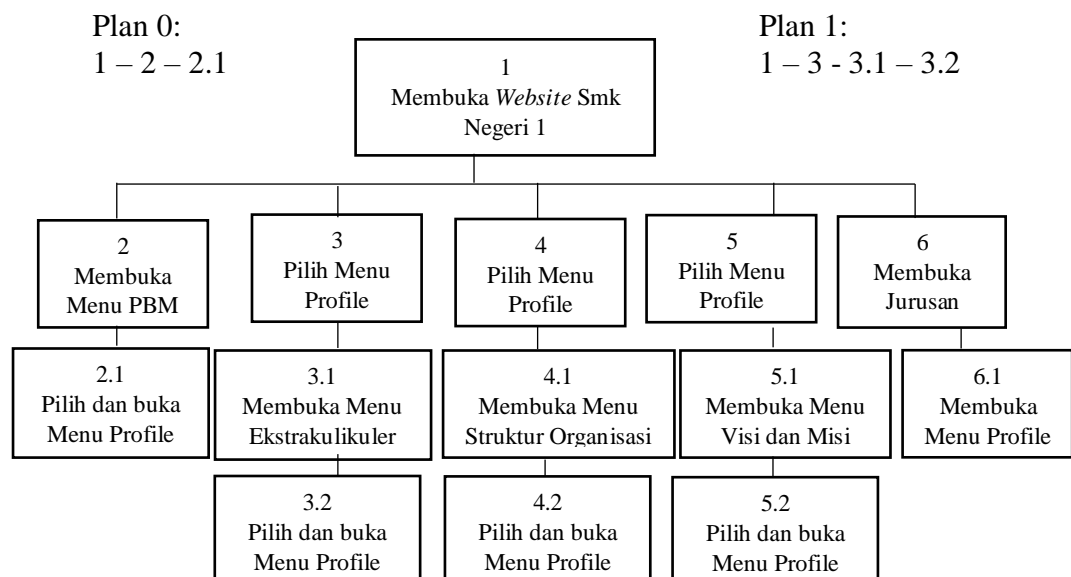 Plan 0:
1 – 2 – 2.1
Plan 1:
1 – 3 - 3.1 – 3.2
1
Membuka Website Smk
Negeri 1
2
Membuka
Menu PBM
3
Pilih Menu
Profile
4
Pilih Menu
Profile
5
Pilih Menu
Profile
6
Membuka
Jurusan
2.1
Pilih dan buka
Menu Profile
3.1
Membuka Menu
Ekstrakulikuler
4.1
Membuka Menu
Struktur Organisasi
5.1
Membuka Menu
Visi dan Misi
6.1
Membuka
Menu Profile
3.2
Pilih dan buka
Menu Profile
4.2
Pilih dan buka
Menu Profile
5.2
Pilih dan buka
Menu Profile